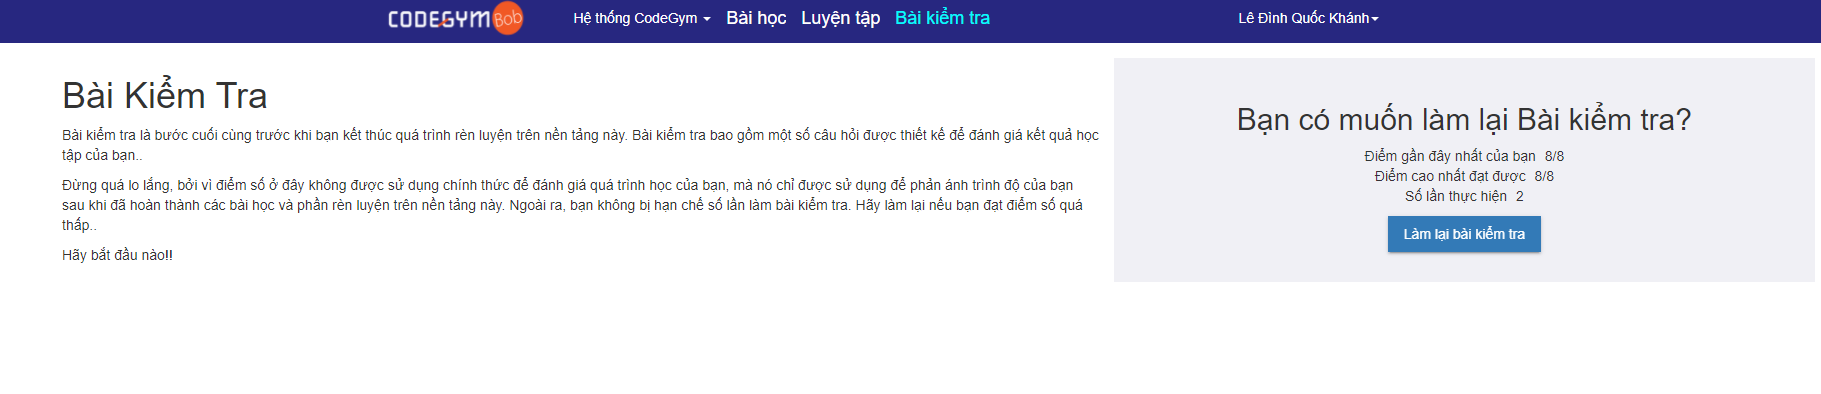 CODEGYM Bob Hệ thống CodeGym Bài học Luyện tập Bài kiểm tra Lê Đình Quốc Khánh
Bài Kiểm Tra
Bài kiểm tra là bước cuối cùng trước khi bạn kết thúc quá trình rèn luyện trên nền tảng này. Bài kiểm tra bao gồm một số câu hỏi được thiết kế để đánh giá kết quả học
tập của bạn..
Đừng quá lo lắng, bởi vì điểm số ở đây không được sử dụng chính thức để đánh giá quá trình học của bạn, mà nó chỉ được sử dụng để phản ánh trình độ của bạn
sau khi đã hoàn thành các bài học và phần rèn luyện trên nền tảng này. Ngoài ra, bạn không bị hạn chế số lần làm bài kiểm tra. Hãy làm lại nếu bạn đạt điểm số quá
thấp..
Hãy bắt đầu nào!!
Bạn có muốn làm lại Bài kiểm tra?
Điểm gần đây nhất của bạn 8/8
Điểm cao nhất đạt được 8/8
Số lần thực hiện 2
Làm lại bài kiểm tra